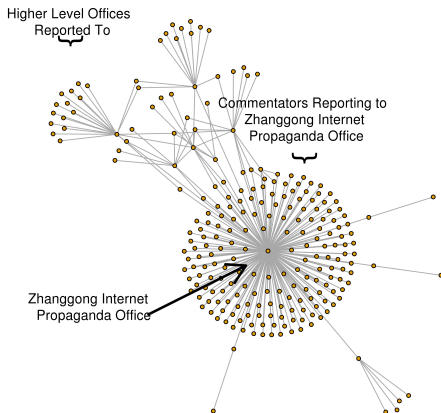 Higher Level Offices
Reported To
Commentators Reporting to
Zhanggong Internet
Propaganda Office
Zhanggong Internet
Propaganda Office